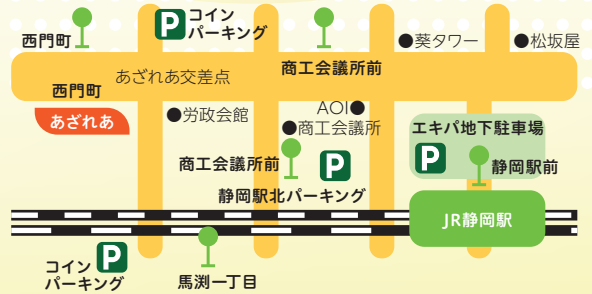 西門町
P
コイン
パーキング
商工会議所前
●葵タワー
●松坂屋
西門町
あざれあ交差点
あざれあ
●労政会館
AOI●
●商工会議所
エキパ地下駐車場
P
静岡駅前
商工会議所前
P
静岡駅北パーキング
JR静岡駅
コイン
パーキング
P
馬渕一丁目